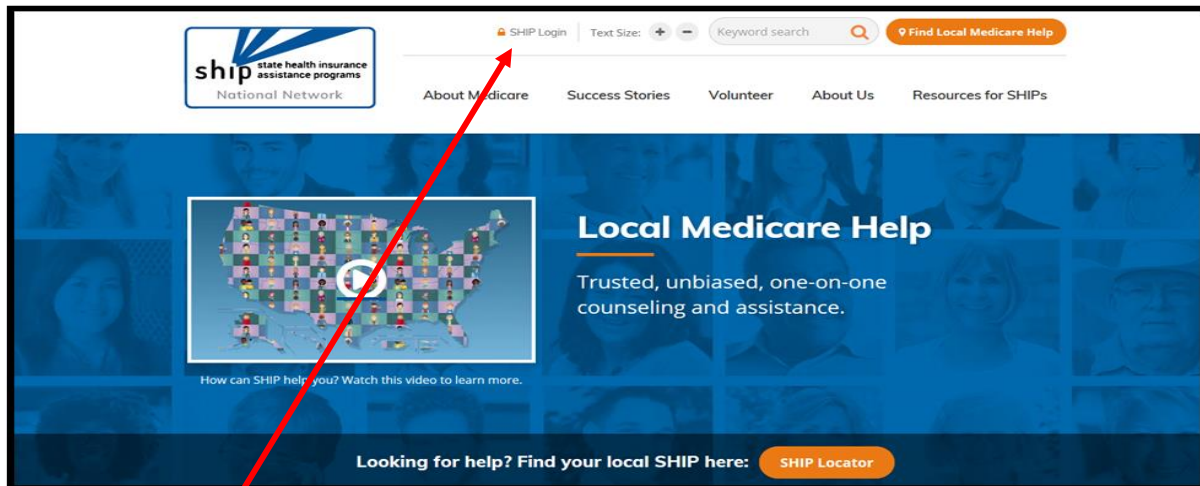 SHIP Login
Text Size: + -
Keyword search
Find Local Medicare Help
ship state health insurance
assistance programs
National Network
About Medicare
Success Stories
Volunteer
About Us
Resources for SHIPs
Local Medicare Help
Trusted, unbiased, one-on-one
counseling and assistance.
How can SHIP help you? Watch this video to learn more.
Looking for help? Find your local SHIP here:
SHIP Locator